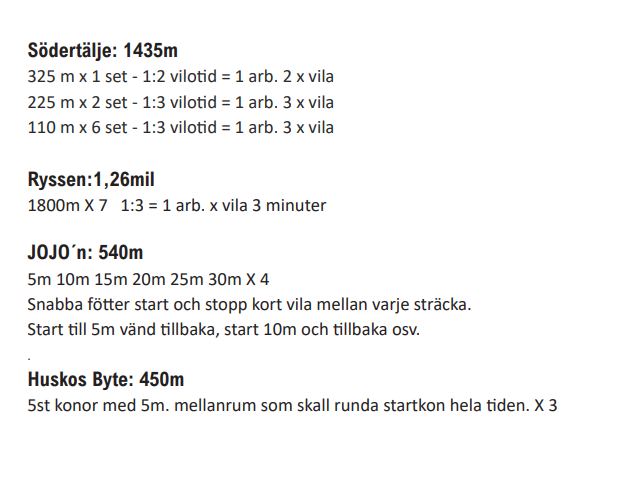 Södertälje: 1435m
325 m x 1 set - 1:2 vilotid = 1 arb. 2 x vila
225 m x 2 set - 1:3 vilotid = 1 arb. 3 x vila
110 m x 6 set - 1:3 vilotid = 1 arb. 3 x vila
Ryssen:1,26mil
1800m X 7   1:3 = 1 arb. x vila 3 minuter
JOJO´n: 540m
5m 10m 15m 20m 25m 30m X 4
Snabba fötter start och stopp kort vila mellan varje sträcka.
Start till 5m vänd tillbaka, start 10m och tillbaka osv.
.
Huskos Byte: 450m
5st konor med 5m. mellanrum som skall runda startkon hela tiden. X 3